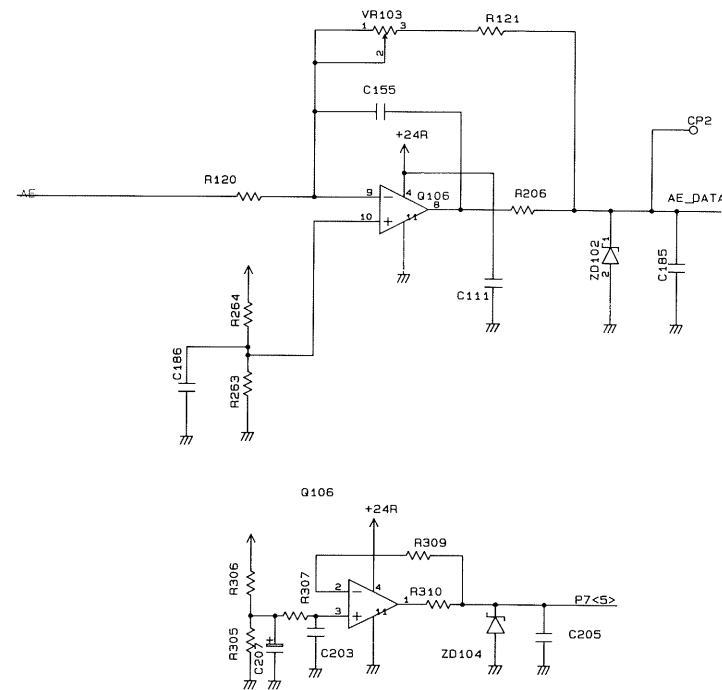 VR103
1
3
R121
2
C155
CP2
+24R
R120
AE
9
4
Q106
8
R206
AE_DATA
10
11
ZD102
1
2
C185
C111
R264
C186
R263
Q106
+24R
R309
R306
R307
2
4
1
R310
P7<5>
3
11
R305
C207
+
C203
ZD104
C205